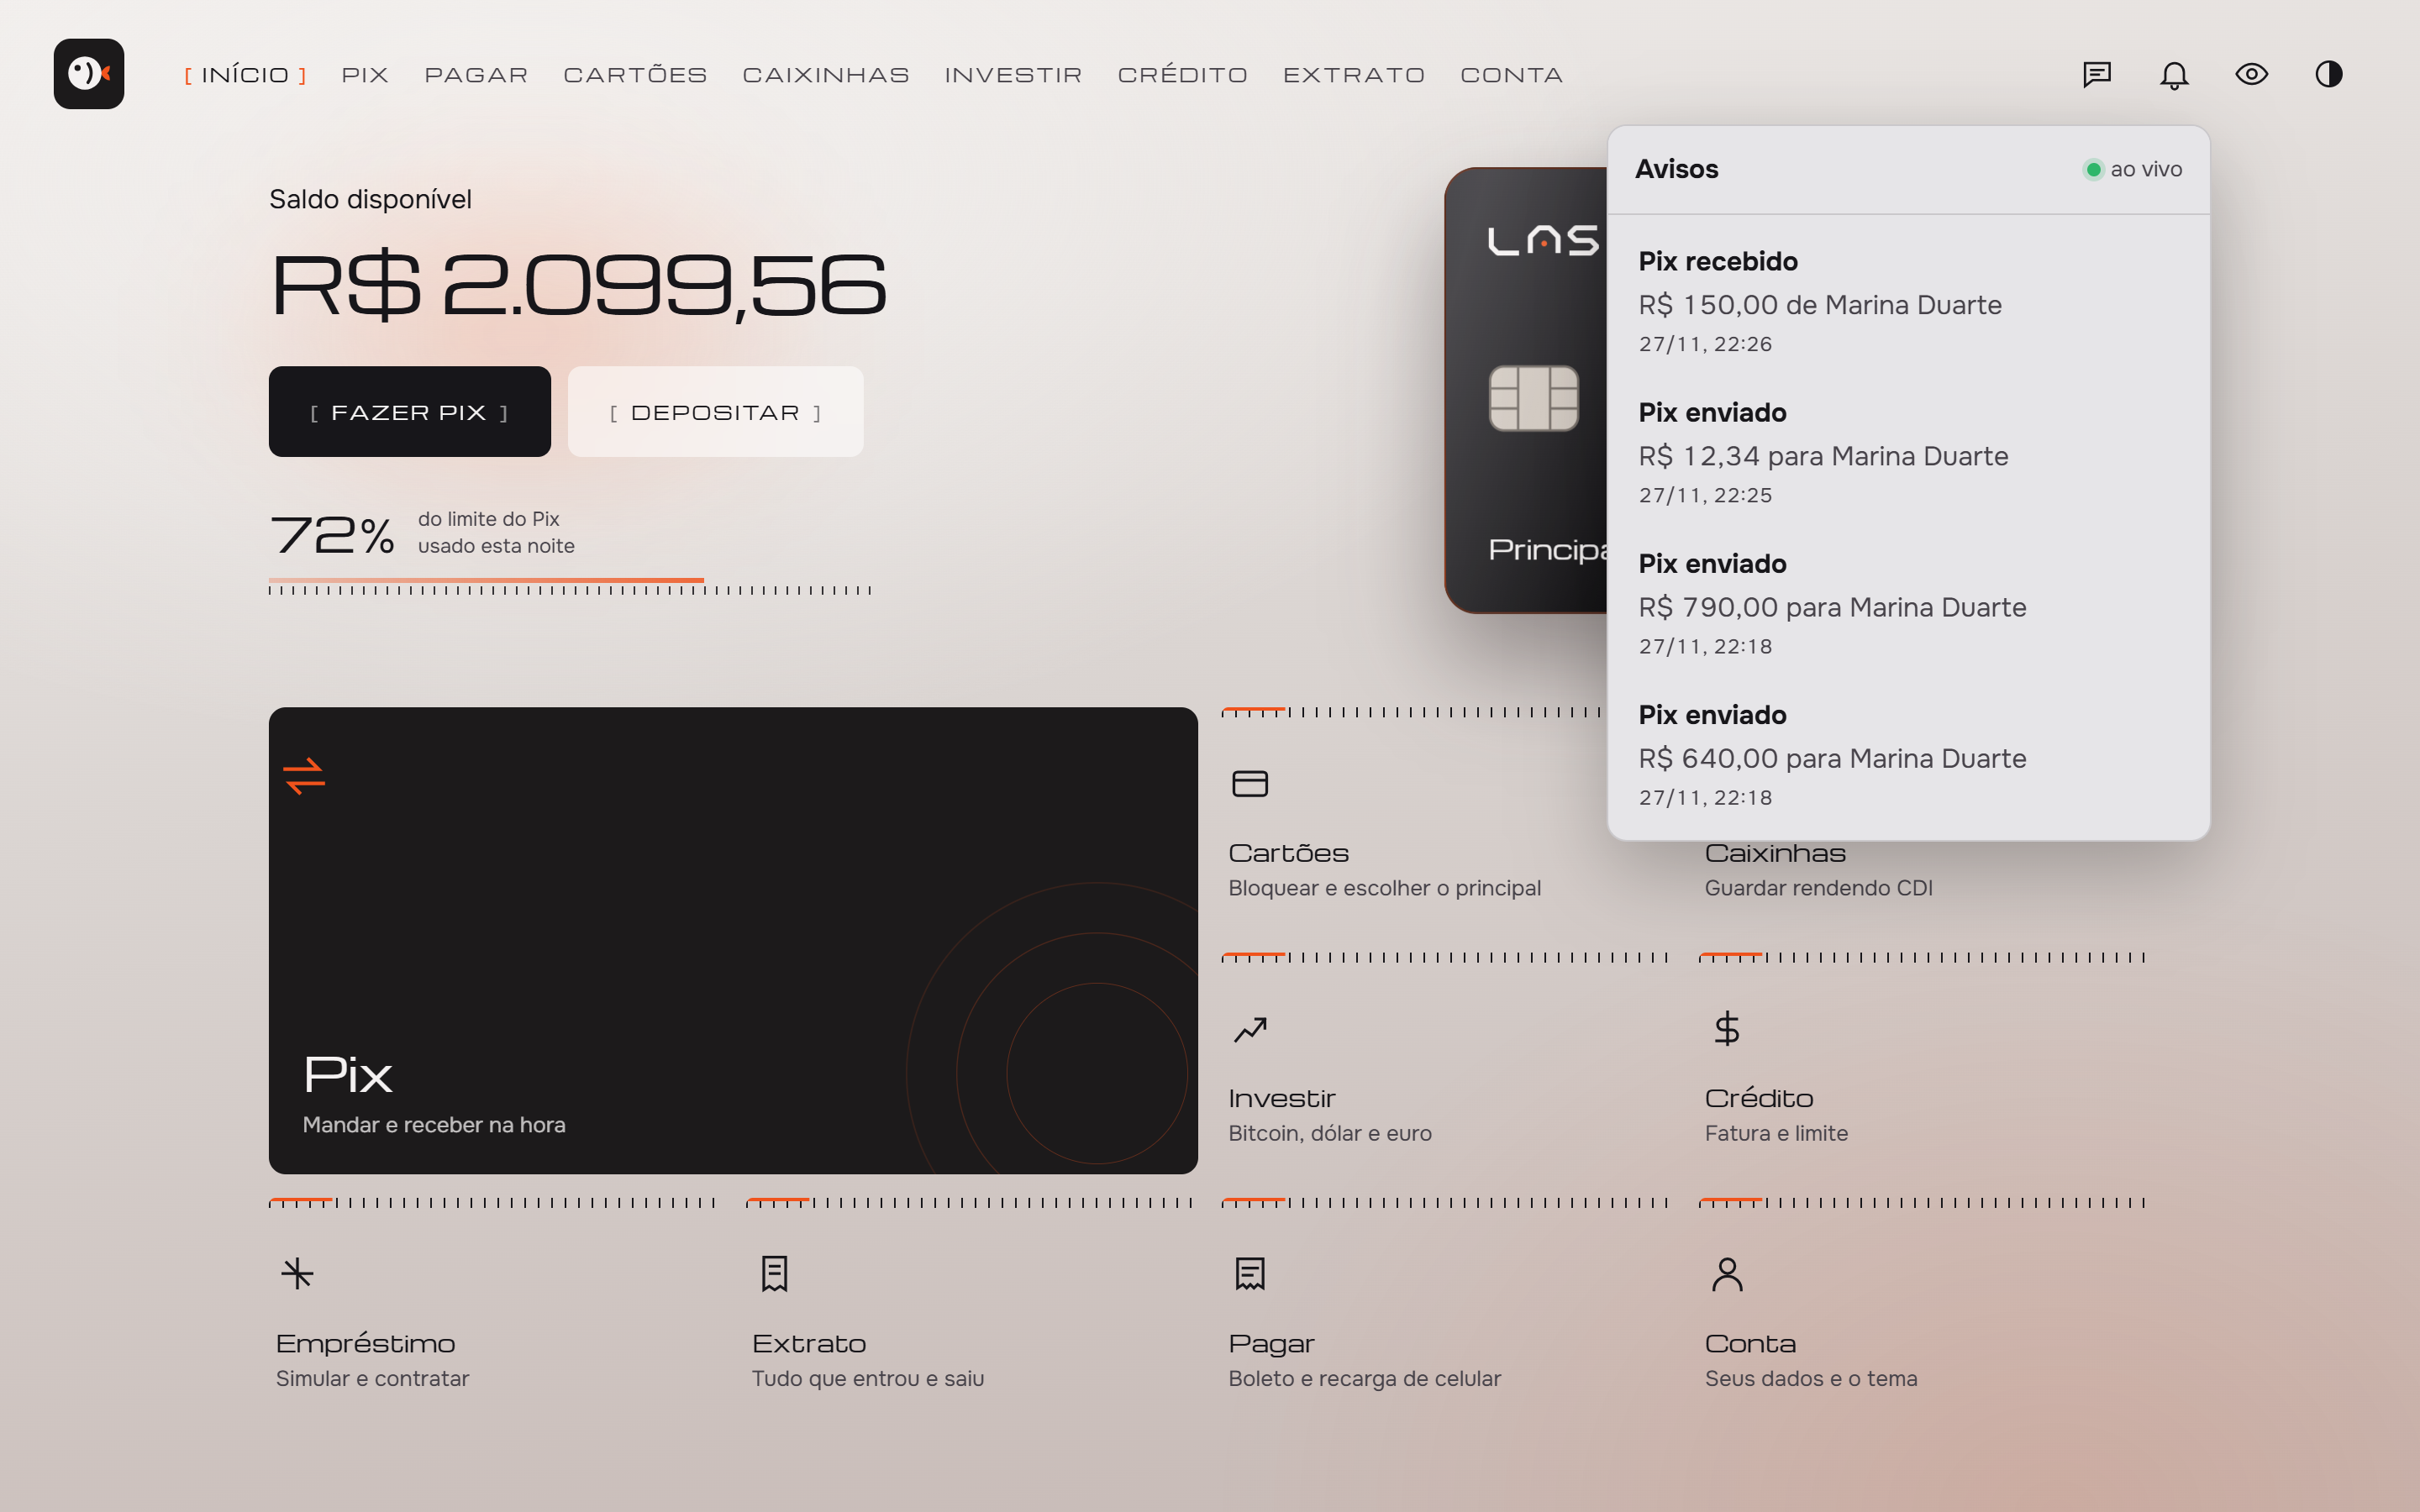 [ INÍCIO ] PIX PAGAR CARTÕES CAIXINHAS INVESTIR CRÉDITO EXTRATO CONTA
Saldo disponível
R$ 2.099,56
[ FAZER PIX ] [ DEPOSITAR ]
72%
do limite do Pix
usado esta noite
LAS
Principa
Avisos
ao vivo
Pix recebido
R$ 150,00 de Marina Duarte
27/11, 22:26
Pix enviado
R$ 12,34 para Marina Duarte
27/11, 22:25
Pix enviado
R$ 790,00 para Marina Duarte
27/11, 22:18
Pix enviado
R$ 640,00 para Marina Duarte
27/11, 22:18
Pix
Mandar e receber na hora
Cartões
Bloquear e escolher o principal
Caixinhas
Guardar rendendo CDI
Investir
Bitcoin, dólar e euro
Crédito
Fatura e limite
Empréstimo
Simular e contratar
Extrato
Tudo que entrou e saiu
Pagar
Boleto e recarga de celular
Conta
Seus dados e o tema